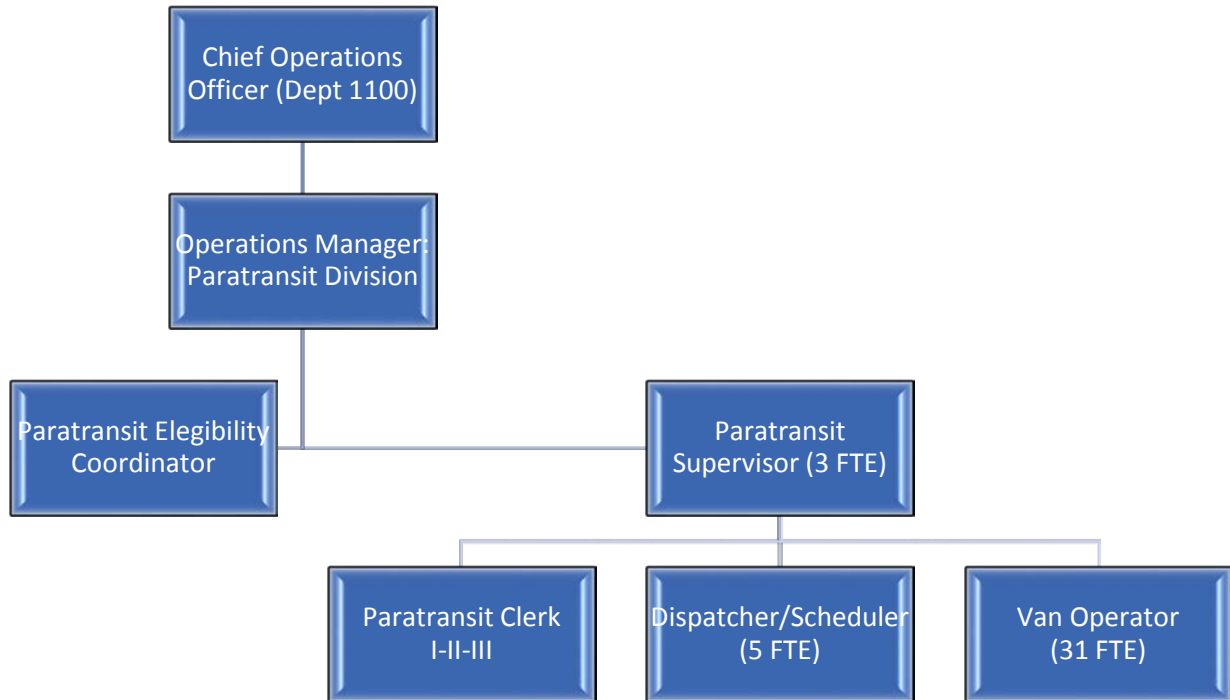 Chief Operations
Officer (Dept 1100)
Operations Manager:
Paratransit Division
Paratransit Elegibility
Coordinator
Paratransit
Supervisor (3 FTE)
Paratransit Clerk
I-II-III
Dispatcher/Scheduler
(5 FTE)
Van Operator
(31 FTE)